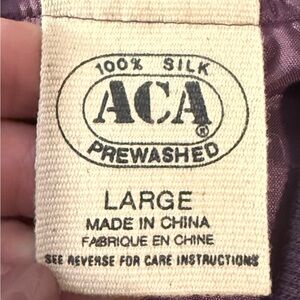 100% SILK
ACA®
PREWASHED
LARGE
MADE IN CHINA
FABRIQUE EN CHINE
SEE REVERSE FOR CARE INSTRUCTIONS